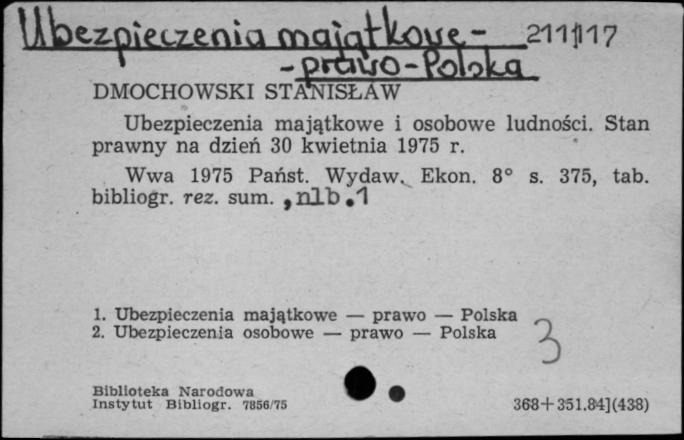 Ubezpieczenia majątkowe - 211117
- prawo - Polska
DMOCHOWSKI STANISŁAW
Ubezpieczenia majątkowe i osobowe ludności. Stan
prawny na dzień 30 kwietnia 1975 r.
Wwa 1975 Państ. Wydaw. Ekon. 8° s. 375, tab.
bibliogr. rez. sum. ,nlb.1
1. Ubezpieczenia majątkowe — prawo — Polska
2. Ubezpieczenia osobowe — prawo — Polska
3
Biblioteka Narodowa
Instytut Bibliogr. 7856/75
368+351.84](438)